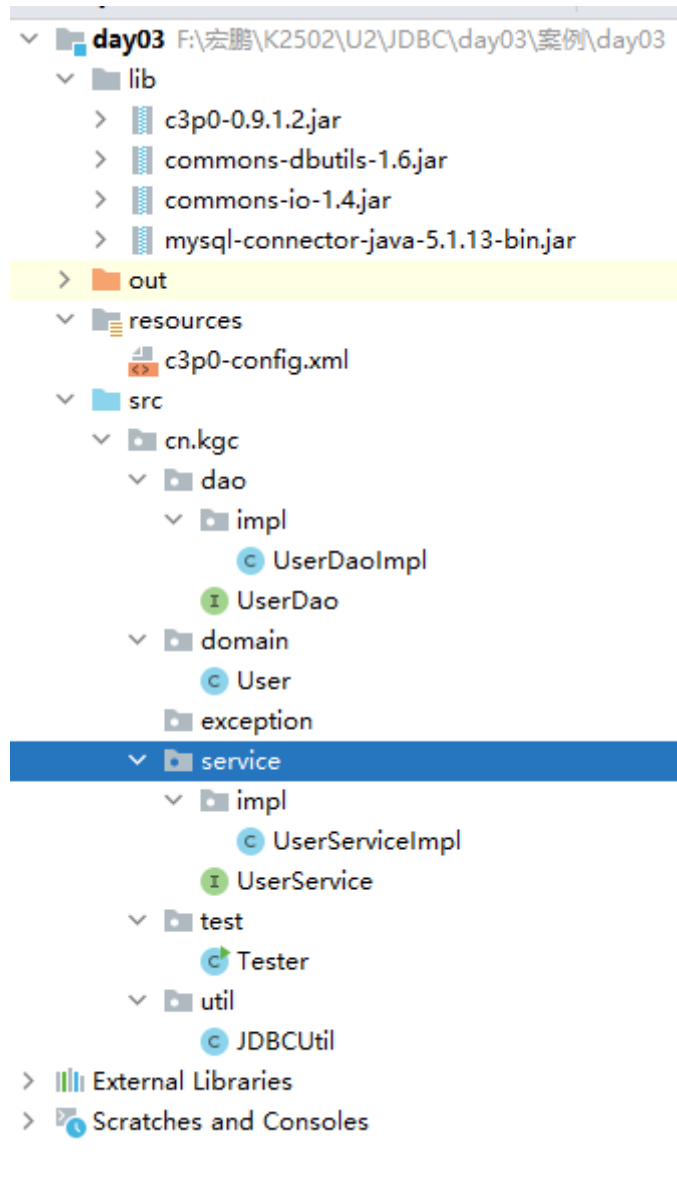 day03 F:\宏鹏\K2502\U2\JDBC\day03\案例\day03
lib
c3p0-0.9.1.2.jar
commons-dbutils-1.6.jar
commons-io-1.4.jar
mysql-connector-java-5.1.13-bin.jar
out
resources
c3p0-config.xml
src
cn.kgc
dao
impl
UserDaoImpl
UserDao
domain
User
exception
service
impl
UserServiceImpl
UserService
test
Tester
util
JDBCUtil
External Libraries
Scratches and Consoles